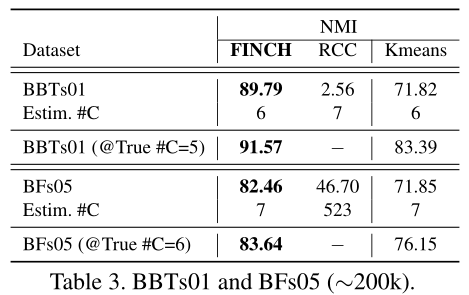 NMI
Dataset FINCH RCC Kmeans
BBTs01 89.79 2.56 71.82
Estim. #C 6 7 6
BBTs01 (@True #C=5) 91.57 − 83.39
BFs05 82.46 46.70 71.85
Estim. #C 7 523 7
BFs05 (@True #C=6) 83.64 − 76.15
Table 3. BBTs01 and BFs05 (∼200k).